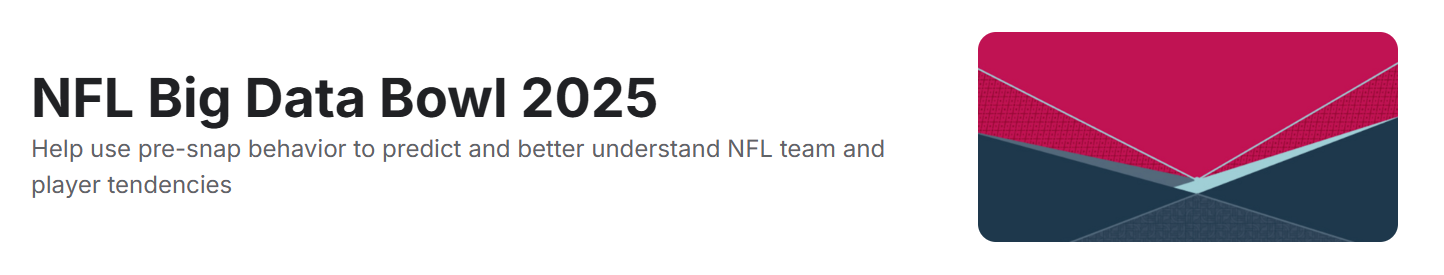 NFL Big Data Bowl 2025
Help use pre-snap behavior to predict and better understand NFL team and
player tendencies